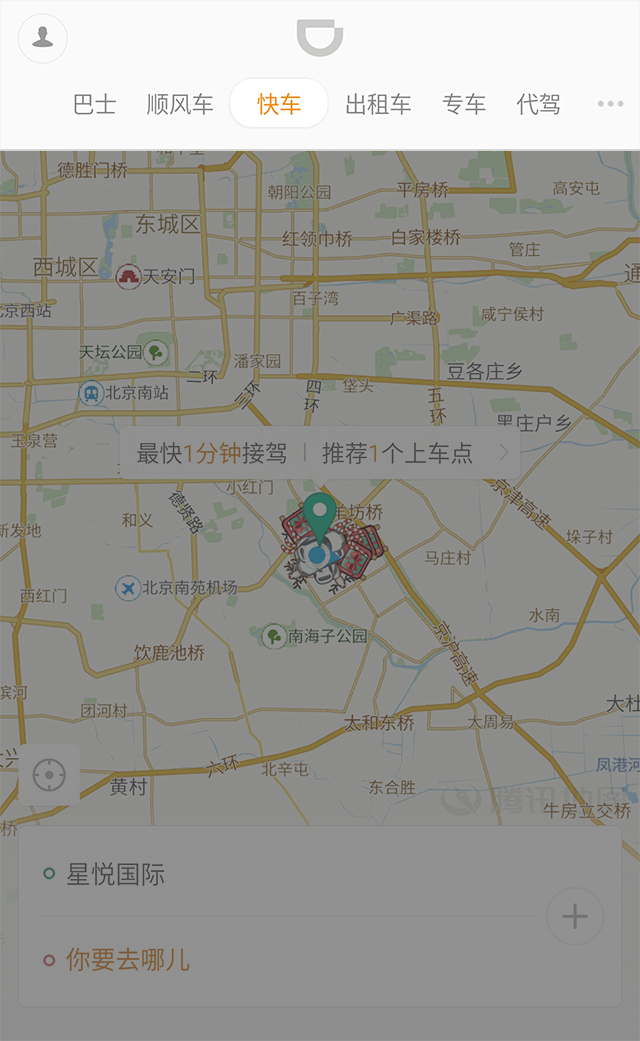 巴士 顺风车 快车 出租车 专车 代驾
德胜门桥
朝阳公园 平房桥 高安屯
东城区
红领巾桥 白家楼桥
管庄
西城区 天安门
百子湾
京西站
广渠路 咸宁侯村
天坛公园
潘家园
二环 三环 四环 垡头 五环 豆各庄乡
北京南站
黑庄户乡
玉泉营
最快1分钟接驾 推荐1个上车点
小红门
德贤路
京津高速
和义
羊坊桥
新发地
垛子村
马庄村
北京南苑机场
西红门
水南
南海子公园
京沪高速
饮鹿池桥
滨河
团河村
大杜
太和东桥 大周易
六环 北辛屯
凤港河
黄村
东合胜
腾讯地图
牛房立交桥
桥
星悦国际
你要去哪儿